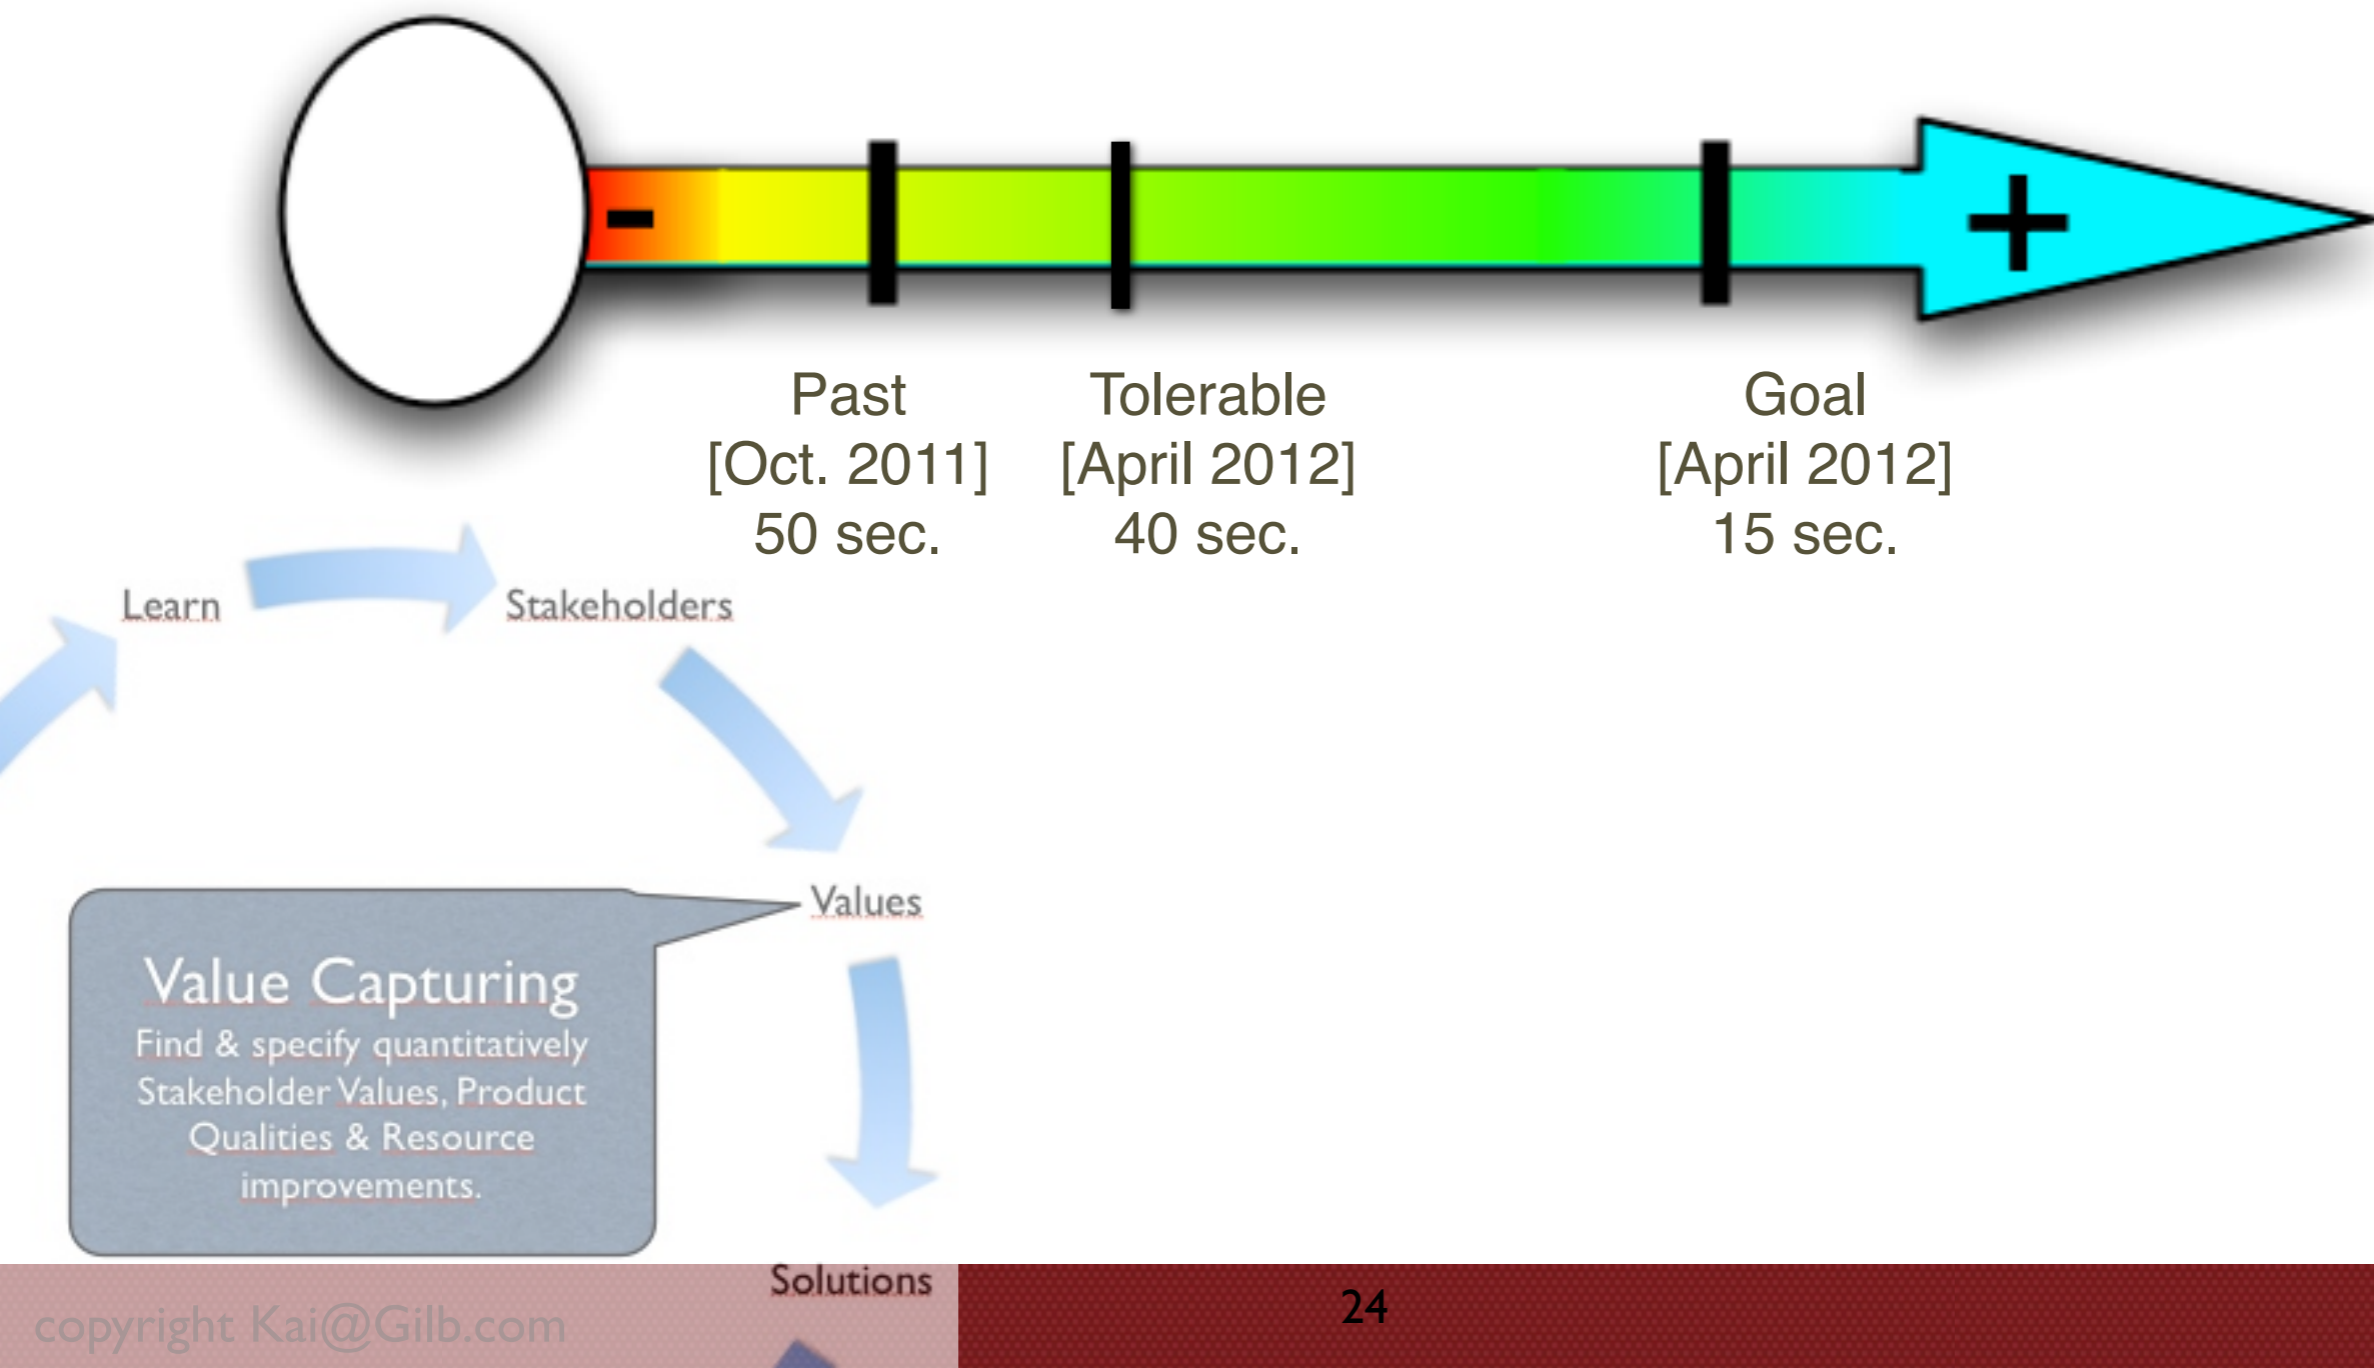 -
+
Past
[Oct. 2011]
50 sec.
Tolerable
[April 2012]
40 sec.
Goal
[April 2012]
15 sec.
Learn
Stakeholders
Values
Value Capturing
Find & specify quantitatively
Stakeholder Values, Product
Qualities & Resource
improvements.
Solutions
copyright Kai@Gilb.com
24